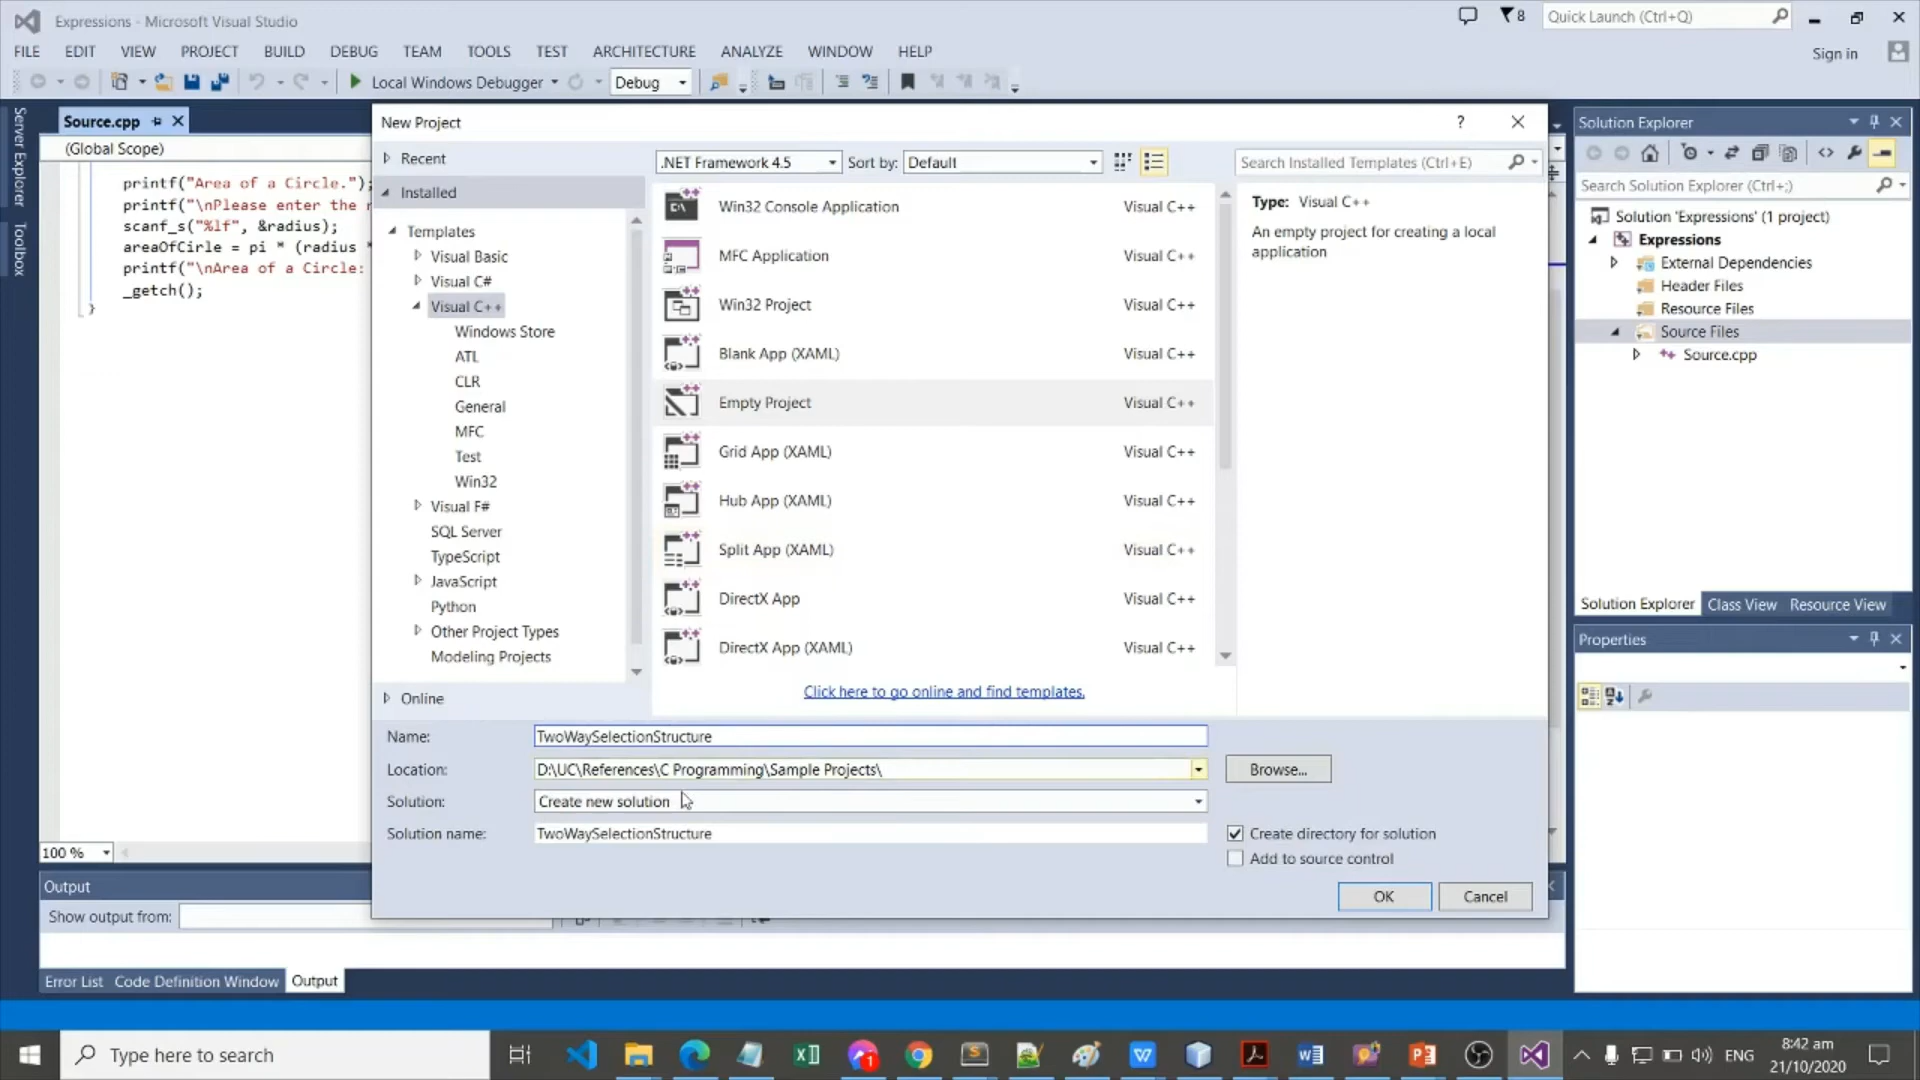 Expressions - Microsoft Visual Studio
8
Quick Launch (Ctrl+Q)
FILE EDIT VIEW PROJECT BUILD DEBUG TEAM TOOLS TEST ARCHITECTURE ANALYZE WINDOW HELP
Sign in
Local Windows Debugger
Debug
Server Explorer
Toolbox
Source.cpp
(Global Scope)
printf("Area of a Circle.");
printf("\nPlease enter the r
scanf_s("%lf", &radius);
areaOfCirle = pi * (radius *
printf("\nArea of a Circle:
_getch();
}
100 %
New Project
?
Recent
Installed
.NET Framework 4.5
Sort by:
Default
Search Installed Templates (Ctrl+E)
Templates
Visual Basic
Visual C#
Visual C++
Windows Store
ATL
CLR
General
MFC
Test
Win32
Visual F#
SQL Server
TypeScript
JavaScript
Python
Other Project Types
Modeling Projects
Online
Win32 Console Application Visual C++
MFC Application Visual C++
Win32 Project Visual C++
Blank App (XAML) Visual C++
Empty Project Visual C++
Grid App (XAML) Visual C++
Hub App (XAML) Visual C++
Split App (XAML) Visual C++
DirectX App Visual C++
DirectX App (XAML) Visual C++
Click here to go online and find templates.
Type: Visual C++
An empty project for creating a local
application
Name: TwoWaySelectionStructure
Location: D:\UC\References\C Programming\Sample Projects\
Browse...
Solution: Create new solution
Solution name: TwoWaySelectionStructure
Create directory for solution
Add to source control
OK
Cancel
Solution Explorer
Search Solution Explorer (Ctrl+;)
Solution 'Expressions' (1 project)
Expressions
External Dependencies
Header Files
Resource Files
Source Files
Source.cpp
Solution Explorer Class View Resource View
Properties
Output
Show output from:
Error List Code Definition Window Output
Type here to search
1
ENG
8:42 am
21/10/2020